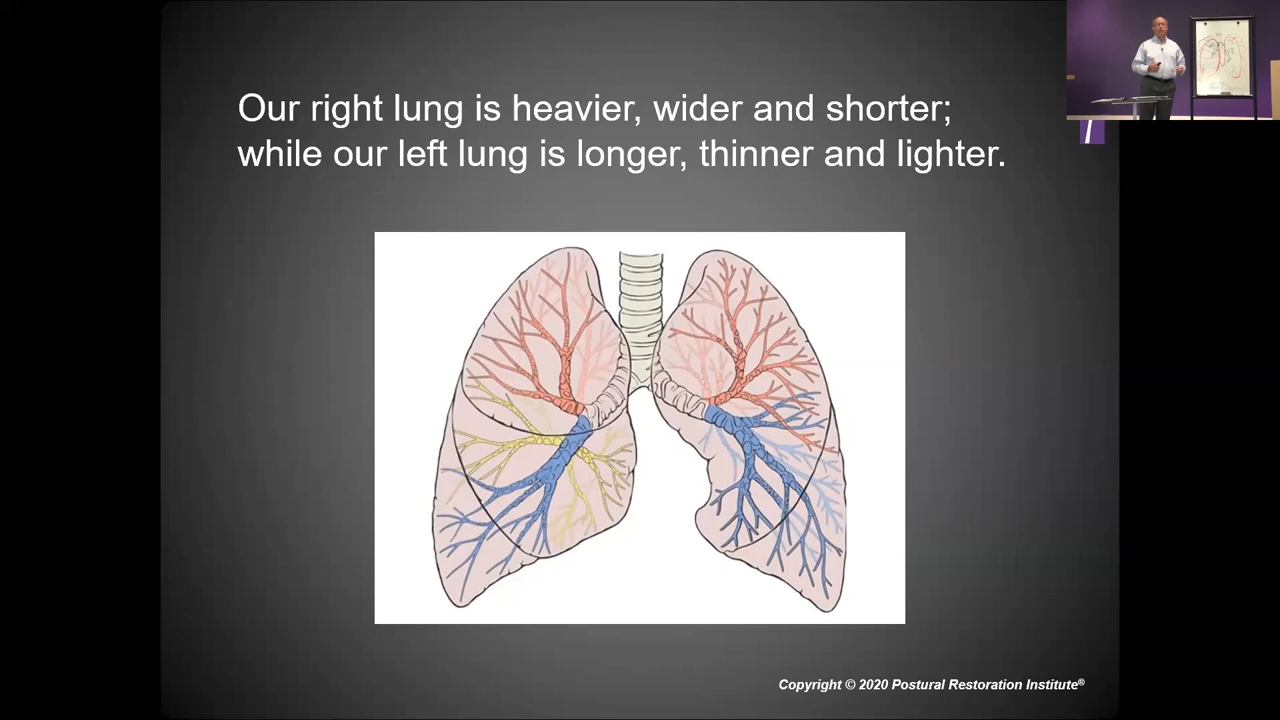 Our right lung is heavier, wider and shorter;
while our left lung is longer, thinner and lighter.
Copyright © 2020 Postural Restoration Institute®